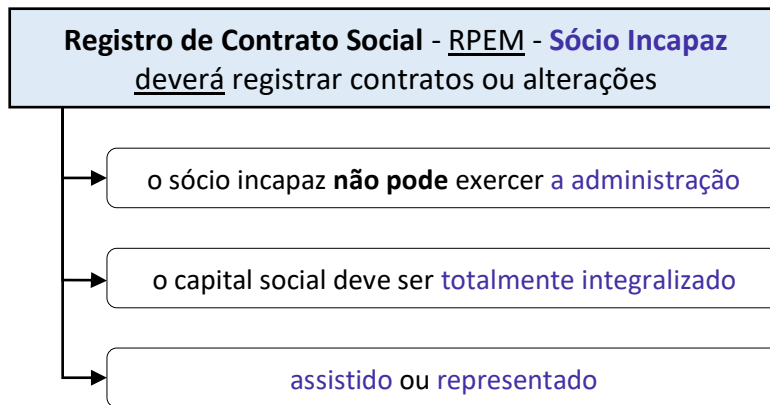 Registro de Contrato Social - RPEM - Sócio Incapaz
deverá registrar contratos ou alterações
o sócio incapaz não pode exercer a administração
o capital social deve ser totalmente integralizado
assistido ou representado